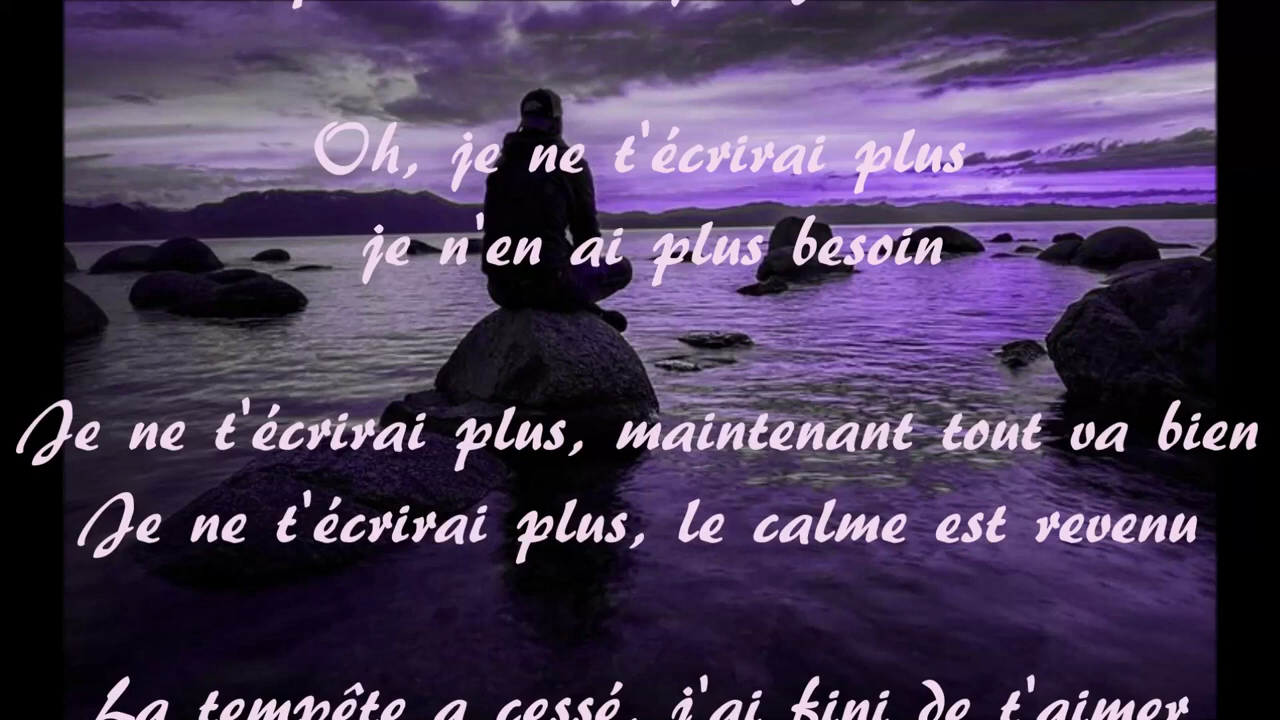 Oh, je ne t'écrirai plus
je n'en ai plus besoin
Je ne t'écrirai plus, maintenant tout va bien
Je ne t'écrirai plus, le calme est revenu
La tempête a cessé, j'ai fini de t'aimer